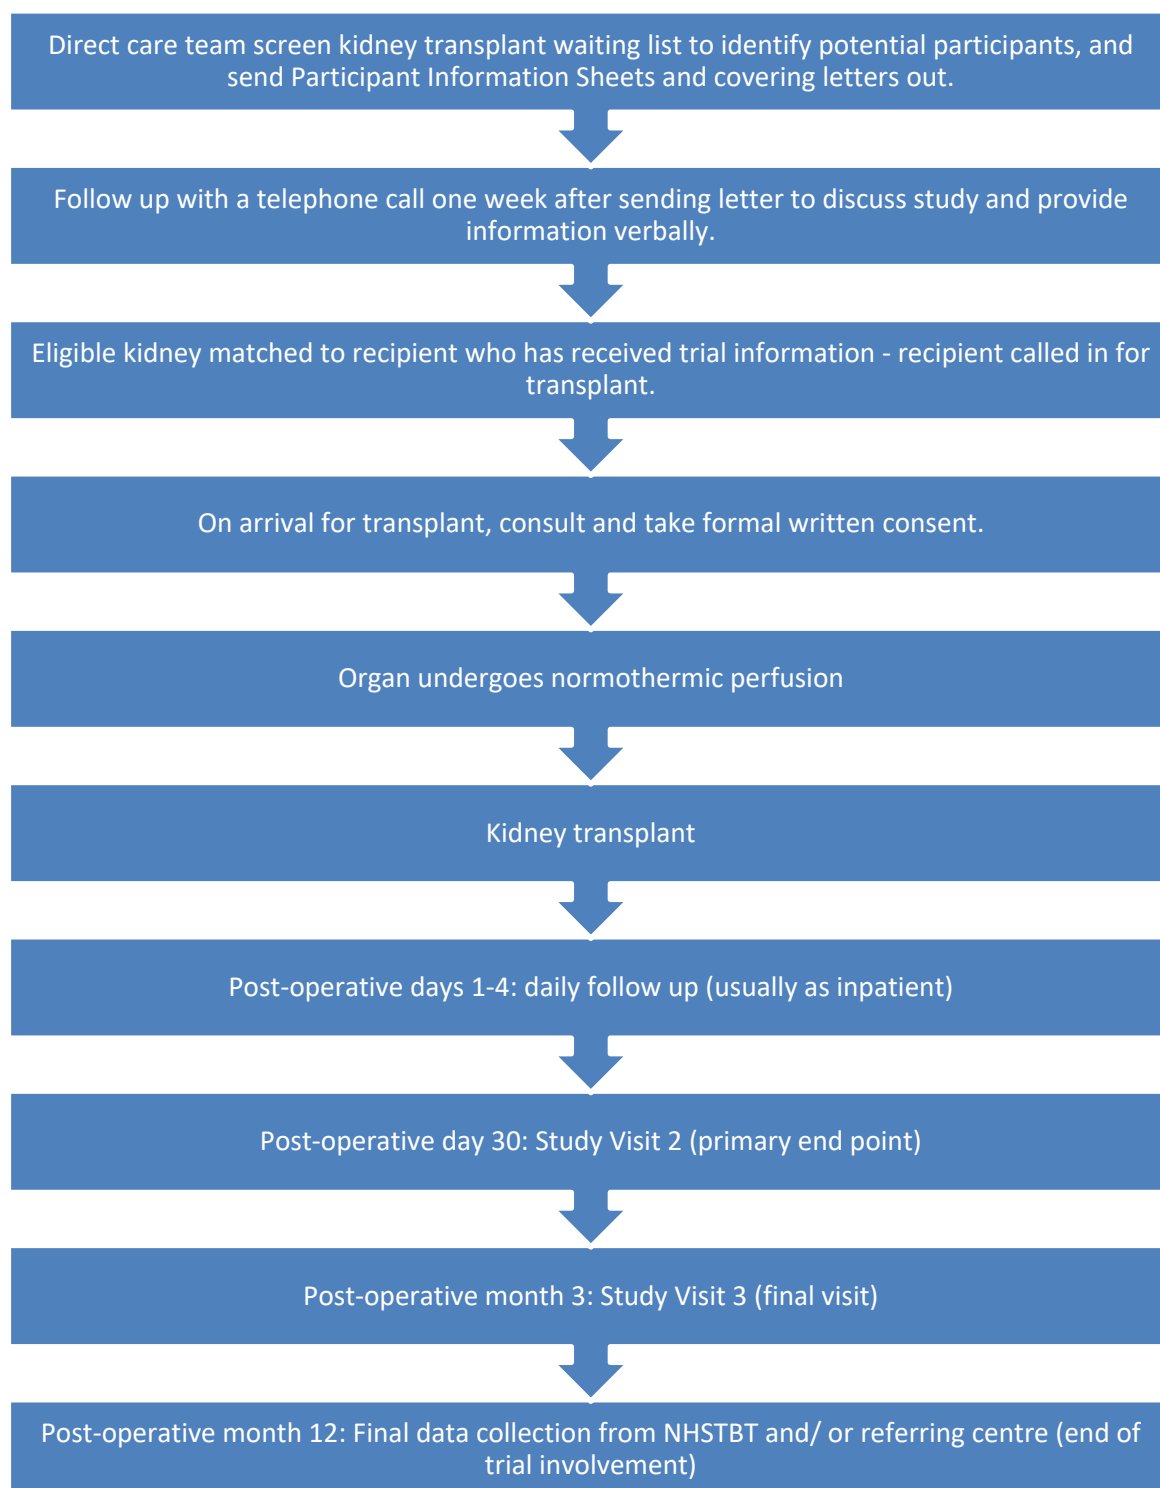 Direct care team screen kidney transplant waiting list to identify potential participants, and
send Participant Information Sheets and covering letters out.
Follow up with a telephone call one week after sending letter to discuss study and provide
information verbally.
Eligible kidney matched to recipient who has received trial information - recipient called in for
transplant.
On arrival for transplant, consult and take formal written consent.
Organ undergoes normothermic perfusion
Kidney transplant
Post-operative days 1-4: daily follow up (usually as inpatient)
Post-operative day 30: Study Visit 2 (primary end point)
Post-operative month 3: Study Visit 3 (final visit)
Post-operative month 12: Final data collection from NHSTBT and/ or referring centre (end of
trial involvement)